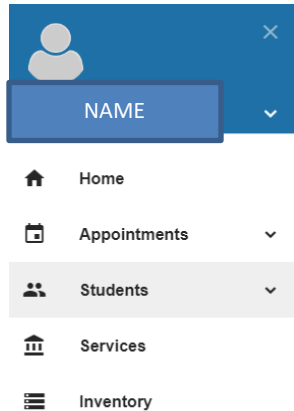 NAME
Home
Appointments
Students
Services
Inventory